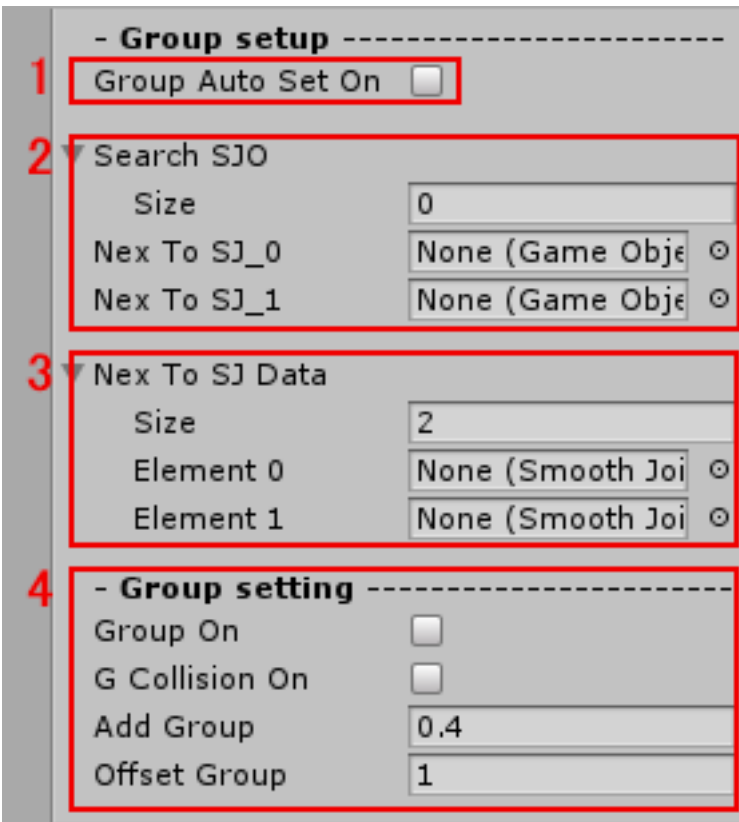 - Group setup ------------------------
1 Group Auto Set On
2 Search SJO
Size 0
Nex To SJ_0 None (Game Obje
Nex To SJ_1 None (Game Obje
3 Nex To SJ Data
Size 2
Element 0 None (Smooth Joi
Element 1 None (Smooth Joi
4 - Group setting -----------------------
Group On
G Collision On
Add Group 0.4
Offset Group 1